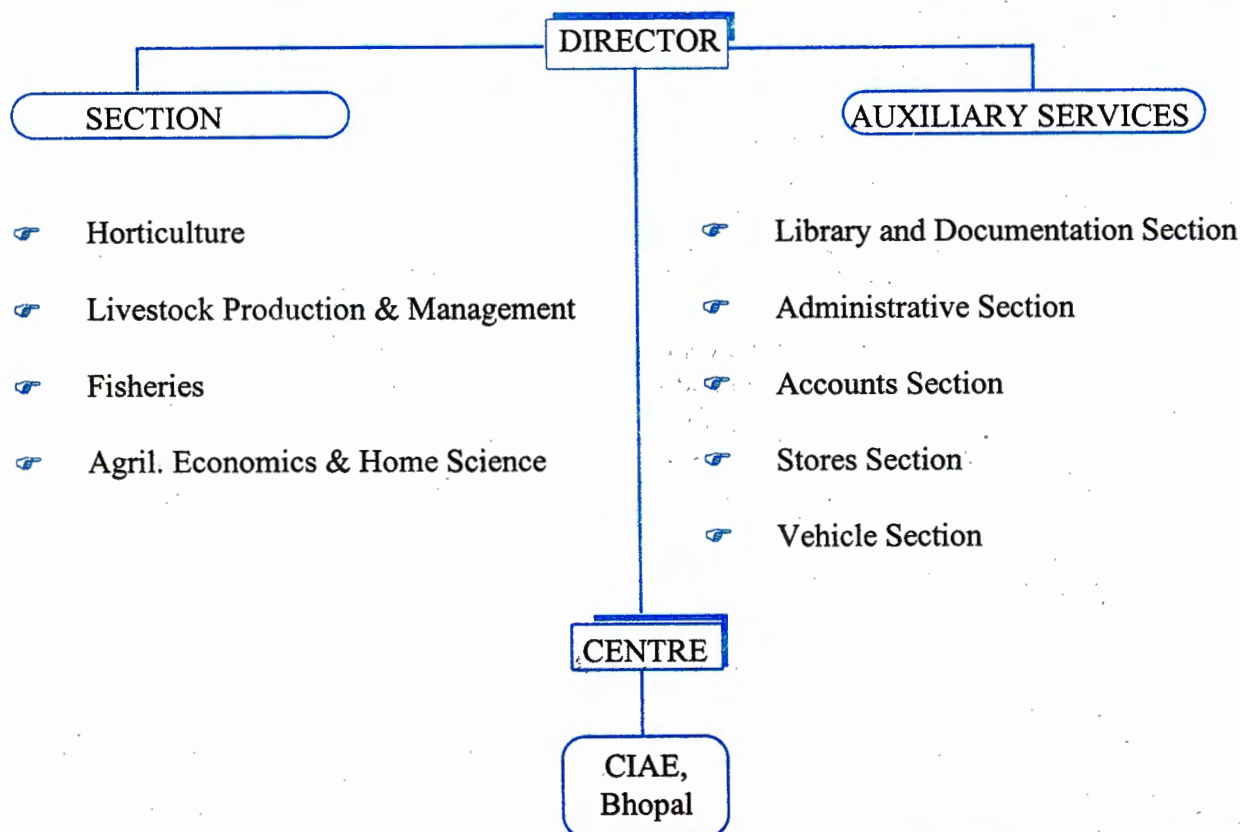 DIRECTOR
SECTION
AUXILIARY SERVICES
Horticulture
Livestock Production & Management
Fisheries
Agril. Economics & Home Science
Library and Documentation Section
Administrative Section
Accounts Section
Stores Section
Vehicle Section
CENTRE
CIAE,
Bhopal